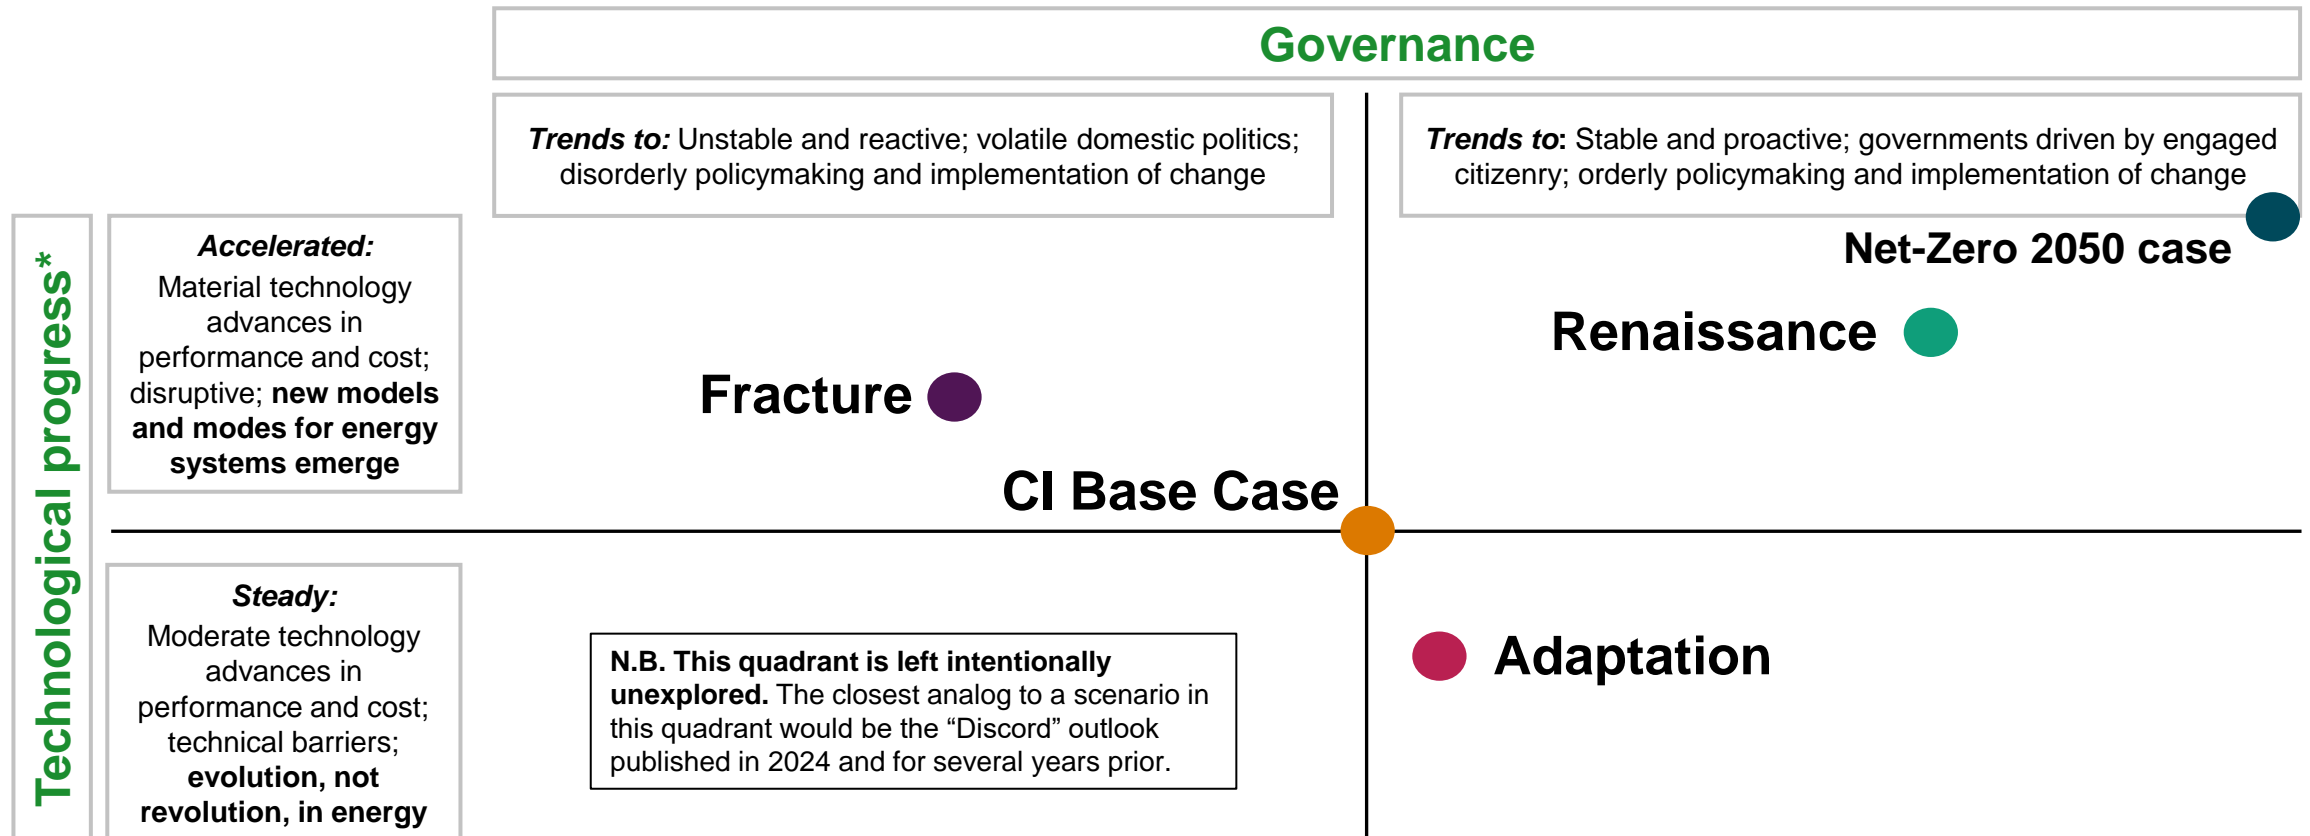 Governance
Trends to: Unstable and reactive; volatile domestic politics;
disorderly policymaking and implementation of change
Trends to: Stable and proactive; governments driven by engaged
citizenry; orderly policymaking and implementation of change
Technological progress*
Accelerated:
Material technology
advances in
performance and cost;
disruptive; new models
and modes for energy
systems emerge
Net-Zero 2050 case
Renaissance
Fracture
CI Base Case
Steady:
Moderate technology
advances in
performance and cost;
technical barriers;
evolution, not
revolution, in energy
N.B. This quadrant is left intentionally
unexplored. The closest analog to a scenario in
this quadrant would be the “Discord” outlook
published in 2024 and for several years prior.
Adaptation